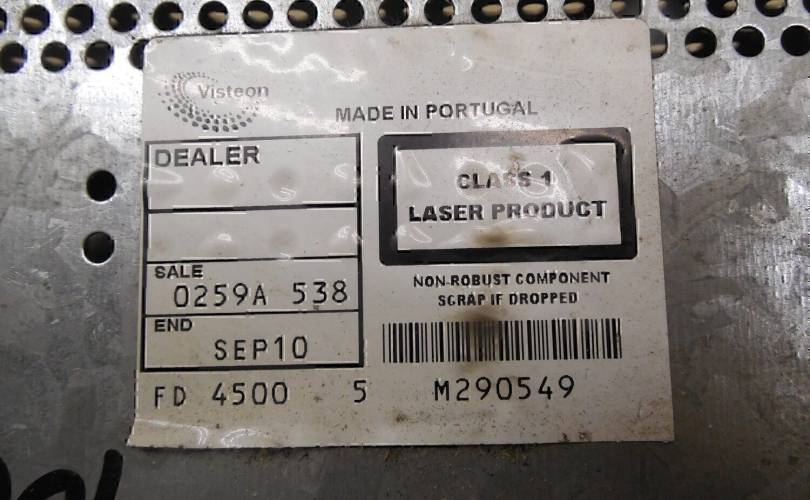 Visteon
MADE IN PORTUGAL
DEALER
CLASS 1
LASER PRODUCT
SALE
0259A 538
END
SEP10
NON-ROBUST COMPONENT
SCRAP IF DROPPED
FD 4500 5 M290549